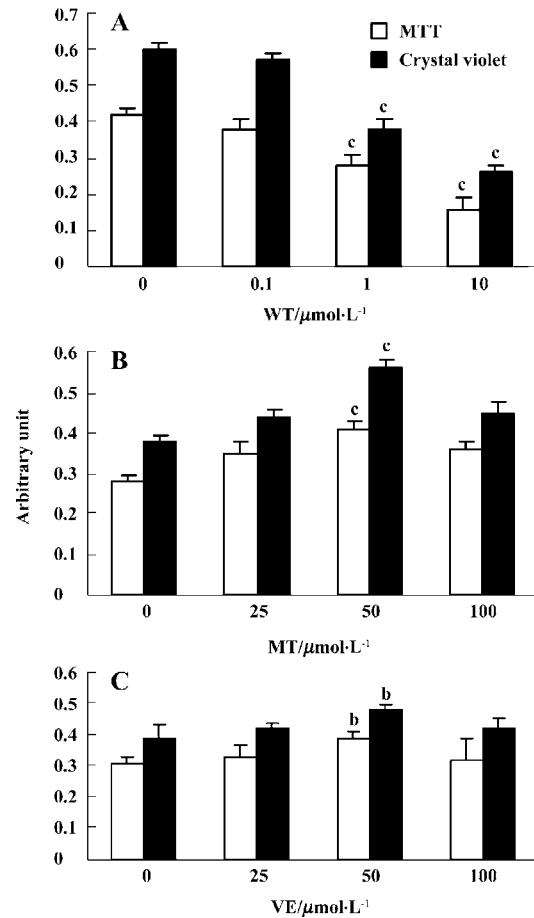 A
MTT
Crystal violet
0.7
0.6
0.5
0.4
0.3
0.2
0.1
0
c c
c c
0 0.1 1 10
WT/μmol·L-1
B
0.6
0.5
0.4
0.3
0.2
0.1
0
c
c
0 25 50 100
MT/μmol·L-1
Arbitrary unit
C
0.6
0.5
0.4
0.3
0.2
0.1
0
b b
0 25 50 100
VE/μmol·L-1